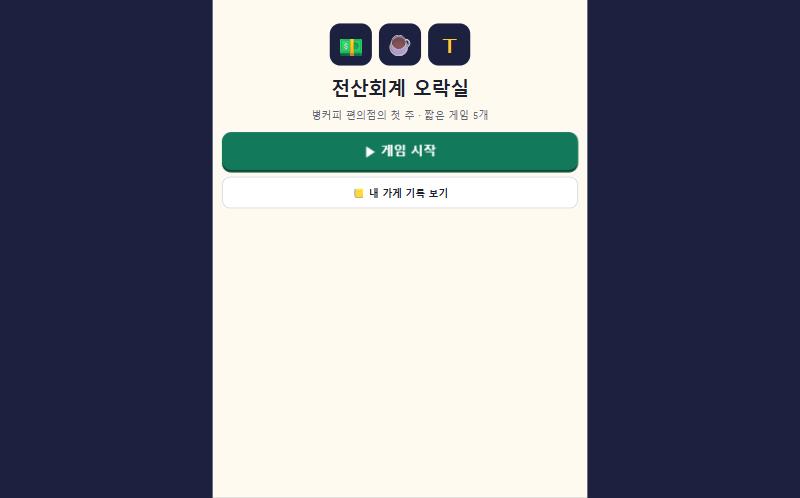 T
전산회계 오락실
병커피 편의점의 첫 주 · 짧은 게임 5개
▶ 게임 시작
내 가게 기록 보기